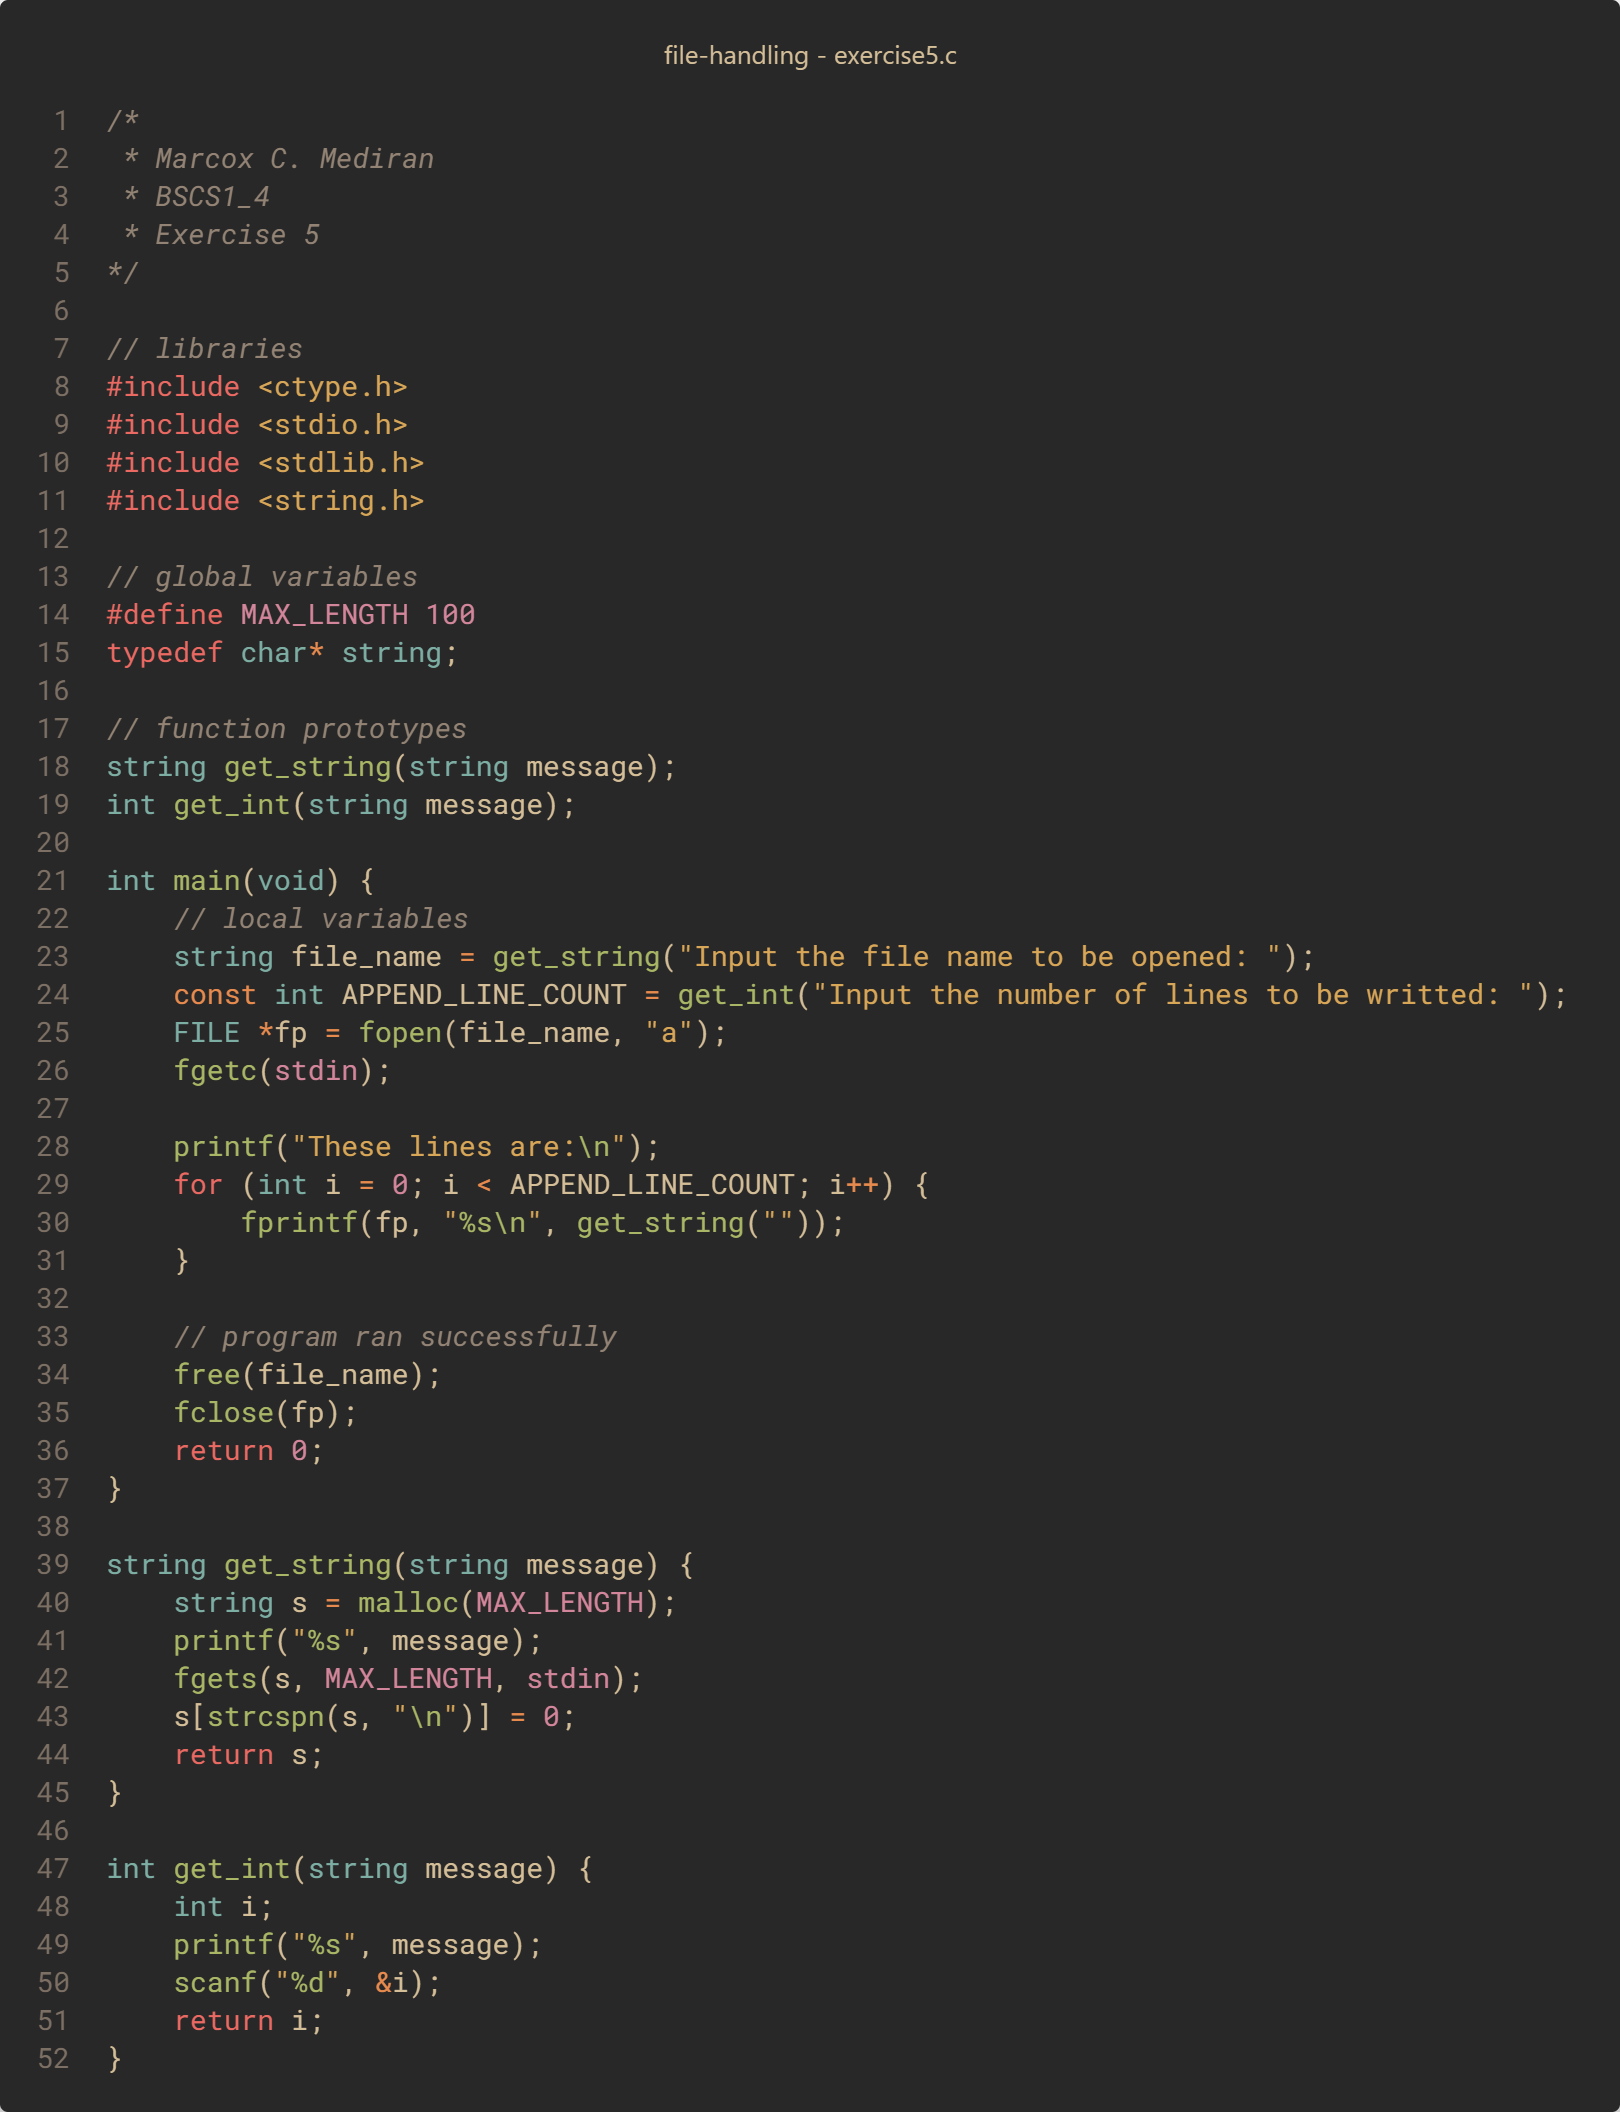 file-handling - exercise5.c
1 /*
2  * Marcox C. Mediran
3  * BSCS1_4
4  * Exercise 5
5 */
6
7 // libraries
8 #include <ctype.h>
9 #include <stdio.h>
10 #include <stdlib.h>
11 #include <string.h>
12
13 // global variables
14 #define MAX_LENGTH 100
15 typedef char* string;
16
17 // function prototypes
18 string get_string(string message);
19 int get_int(string message);
20
21 int main(void) {
22     // local variables
23     string file_name = get_string("Input the file name to be opened: ");
24     const int APPEND_LINE_COUNT = get_int("Input the number of lines to be writted: ");
25     FILE *fp = fopen(file_name, "a");
26     fgetc(stdin);
27
28     printf("These lines are:\n");
29     for (int i = 0; i < APPEND_LINE_COUNT; i++) {
30         fprintf(fp, "%s\n", get_string(""));
31     }
32
33     // program ran successfully
34     free(file_name);
35     fclose(fp);
36     return 0;
37 }
38
39 string get_string(string message) {
40     string s = malloc(MAX_LENGTH);
41     printf("%s", message);
42     fgets(s, MAX_LENGTH, stdin);
43     s[strcspn(s, "\n")] = 0;
44     return s;
45 }
46
47 int get_int(string message) {
48     int i;
49     printf("%s", message);
50     scanf("%d", &i);
51     return i;
52 }